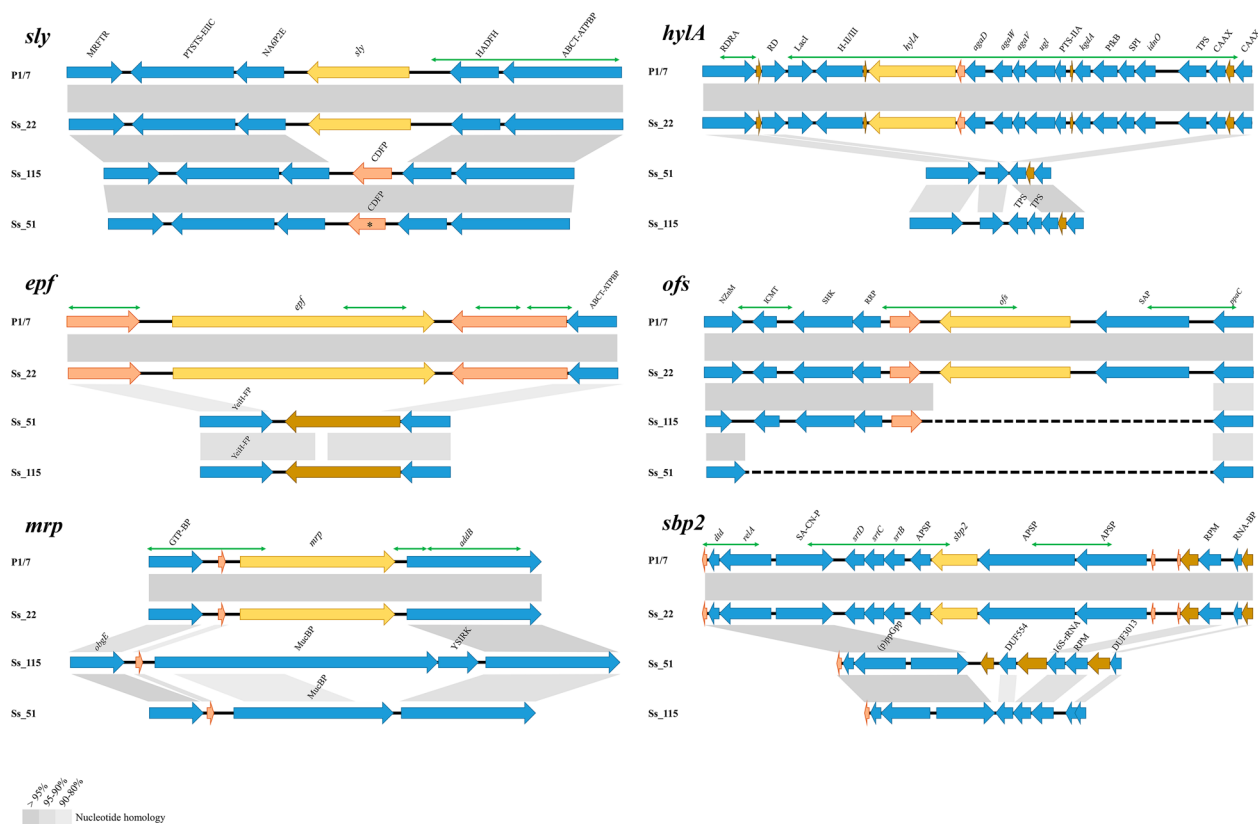 sly
MRFTR PTSTS-EIIC NA6P2E sly HADFH ABCT-ATPBP
P1/7
Ss_22
CDFP
Ss_115
CDFP
Ss_51
*
hylA
RDRA RD LacI H-II/III hylA agaD agaW agaV ugl PTS-IIA kgdA PfkB SPI idnO TPS CAAX CAAX
P1/7
Ss_22
Ss_51
TPS TPS
Ss_115
epf
epf ABCT-ATPBP
P1/7
Ss_22
YeiH-FP
Ss_51
YeiH-FP
Ss_115
ofs
NZnM ICMT SHK RRP ofs SAP ppaC
P1/7
Ss_22
Ss_115
Ss_51
mrp
GTP-BP mrp addB
P1/7
Ss_22
obgE MucBP YSIRK
Ss_115
MucBP
Ss_51
sbp2
dut relA SA-CN-P srtD srtC srtB APSP sbp2 APSP APSP RPM RNA-BP
P1/7
Ss_22
(p)ppGpp DUF554 16S-rRNA RPM DUF3013
Ss_51
Ss_115
> 95% 95-90% 90-80%
Nucleotide homology